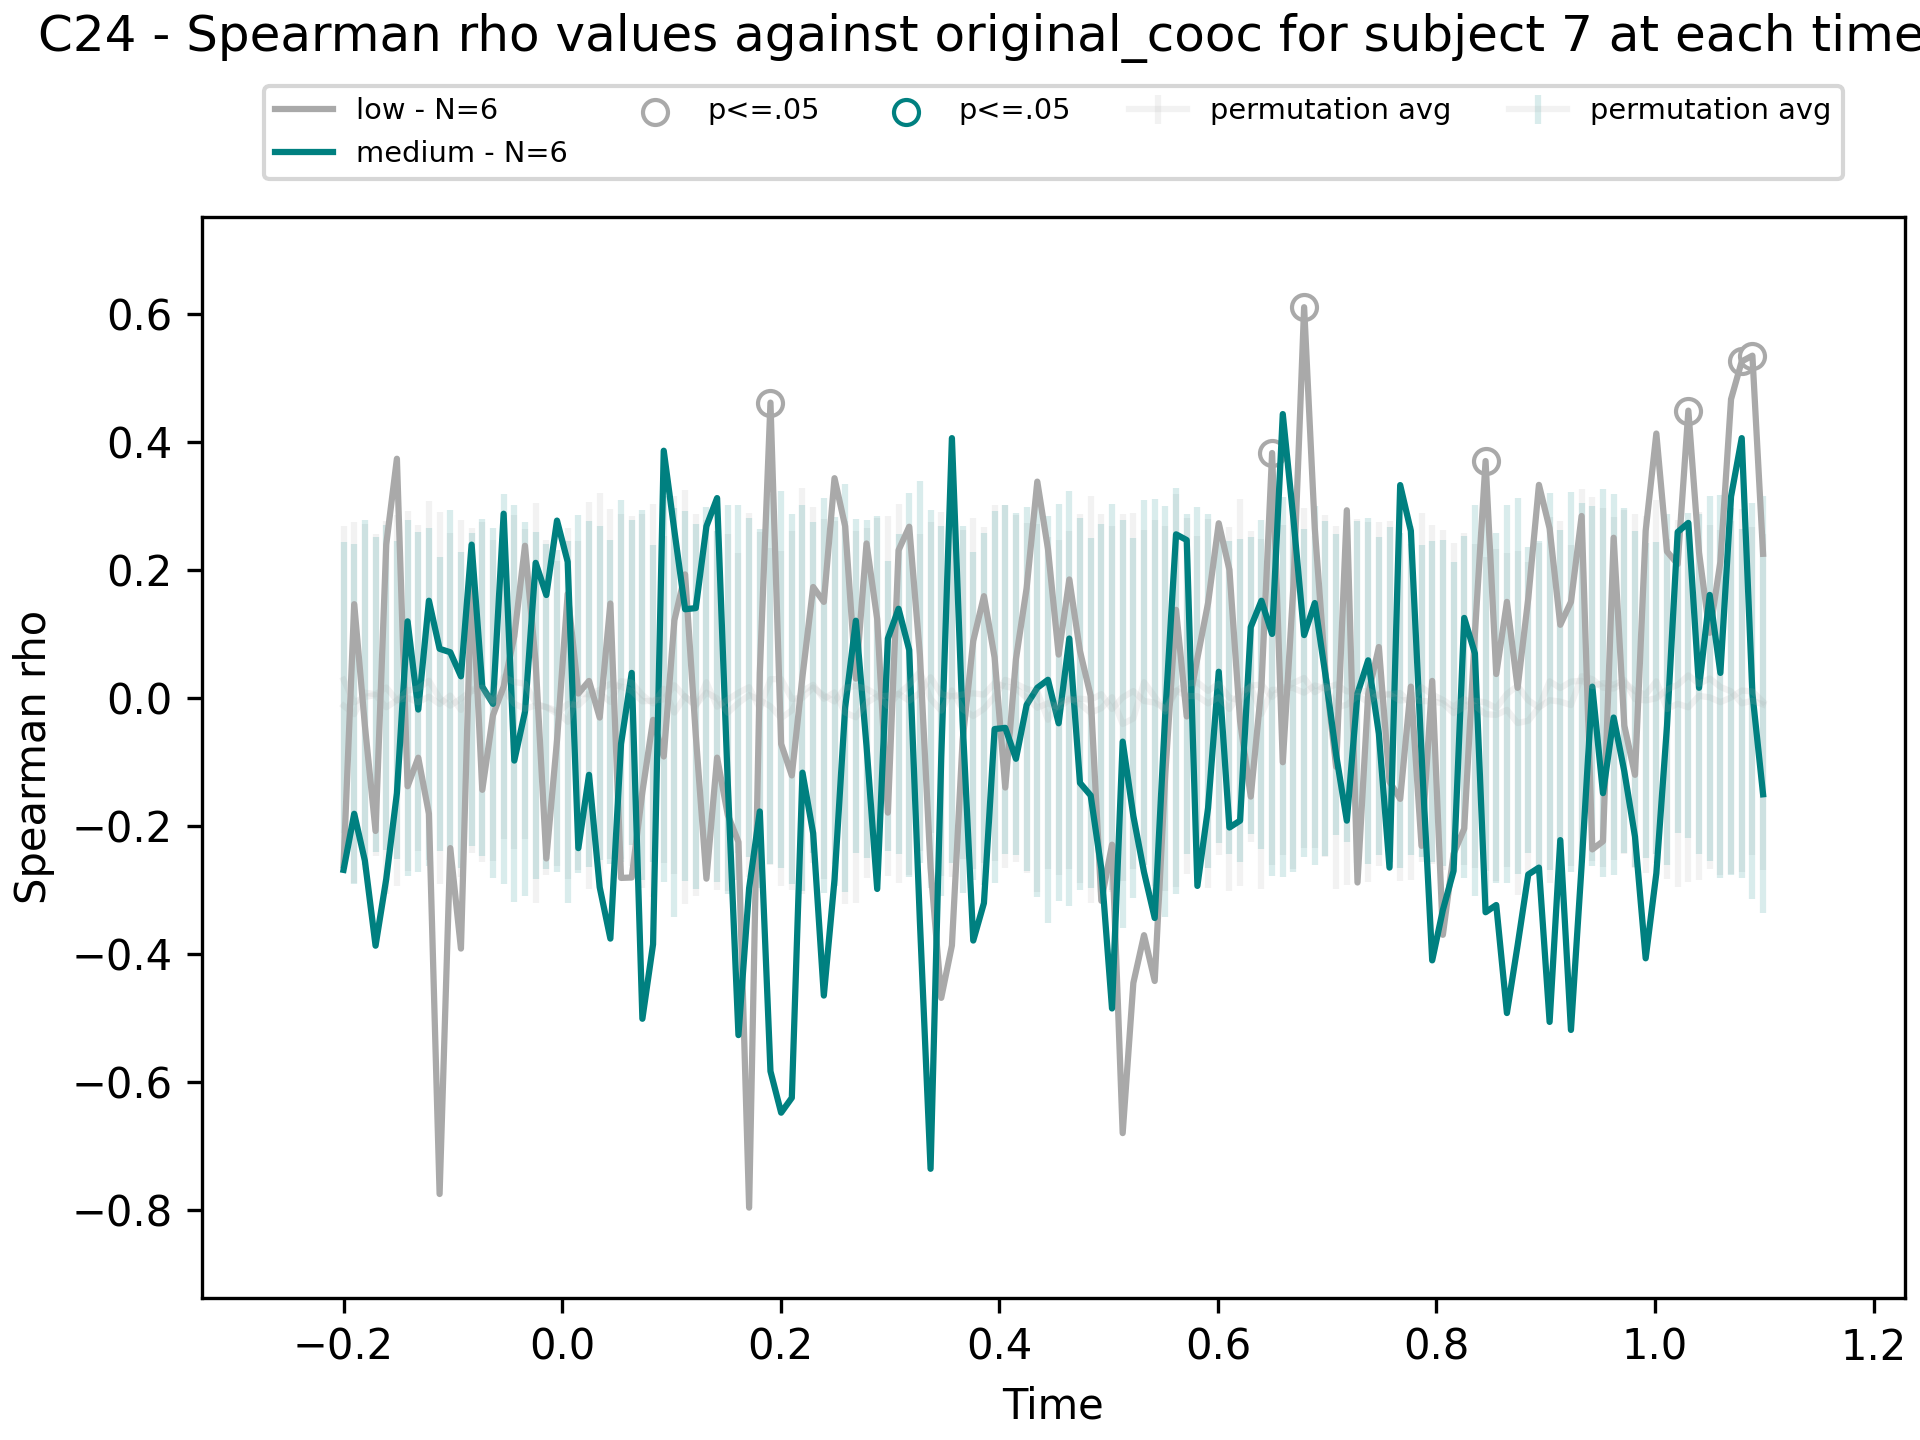 C24 - Spearman rho values against original_cooc for subject 7 at each time
low - N=6
p<=.05
p<=.05
permutation avg
permutation avg
medium - N=6
0.6
0.4
0.2
0.0
−0.2
−0.4
−0.6
−0.8
Spearman rho
−0.2
0.0
0.2
0.4
0.6
0.8
1.0
1.2
Time